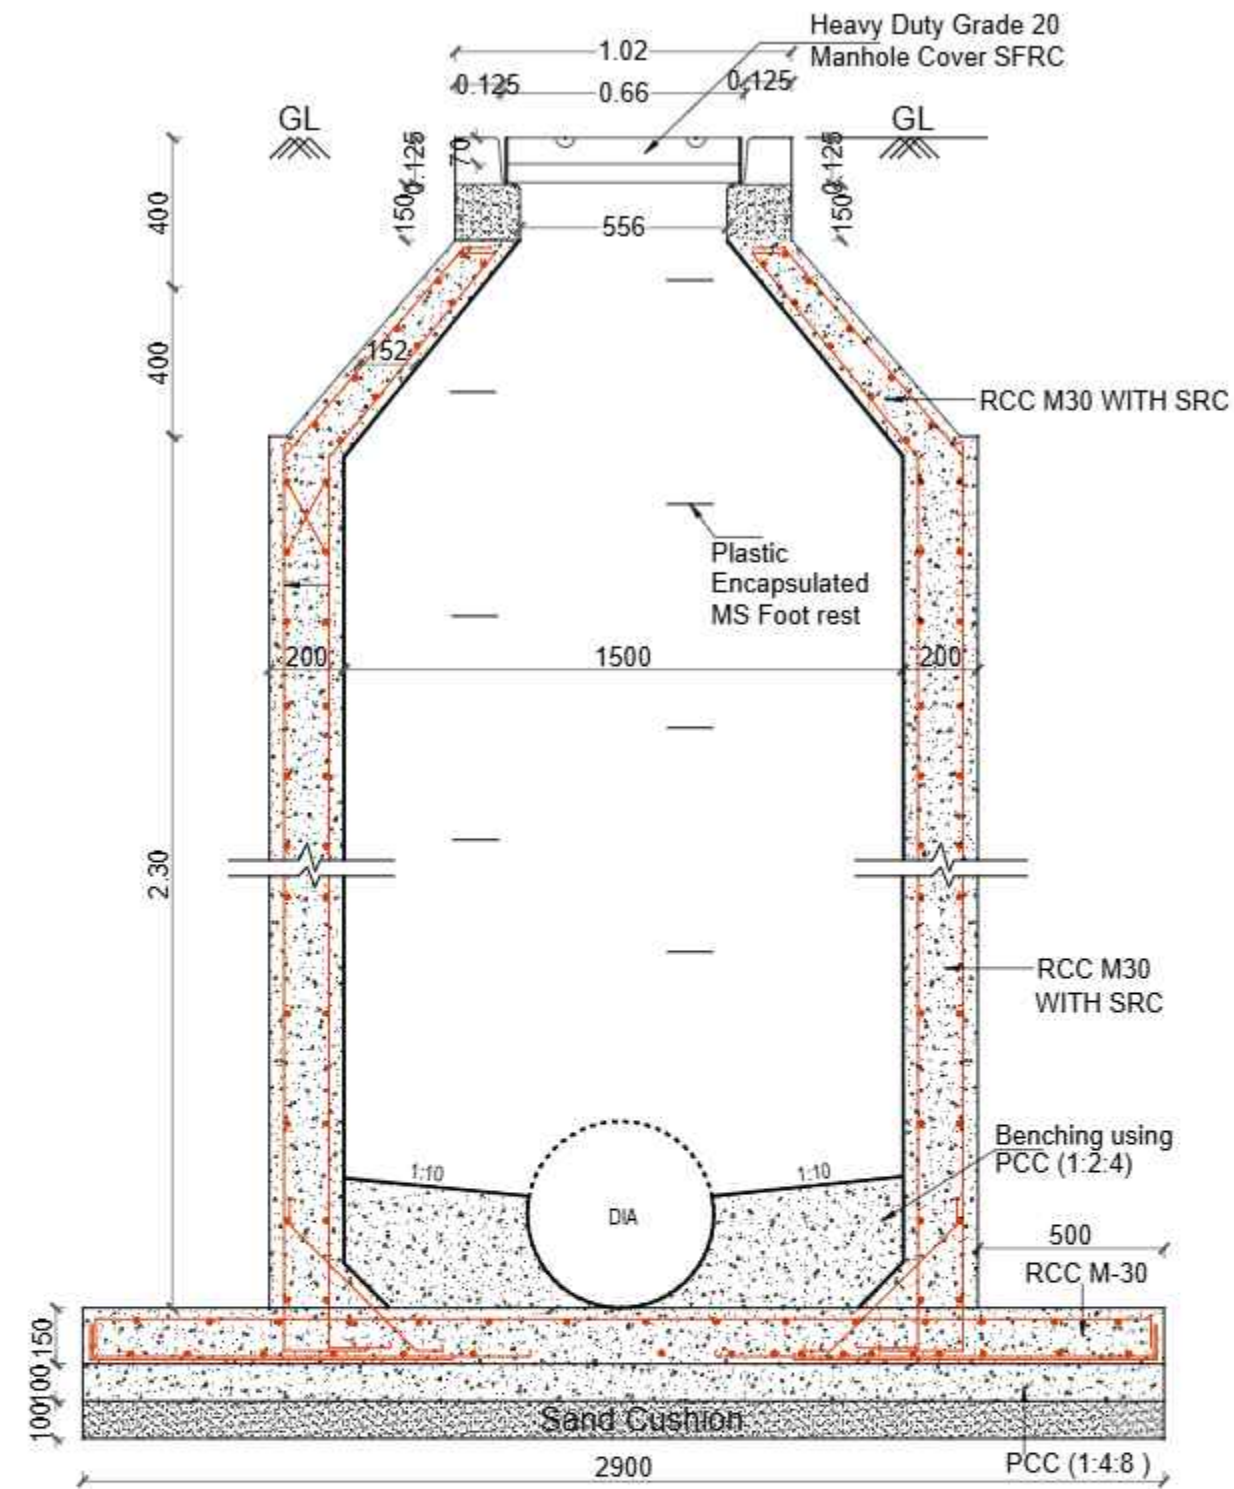 Heavy Duty Grade 20
Manhole Cover SFRC
1.02
0.125
0.66
0.125
GL
GL
0.125
70
150
0.125
150
400
556
400
152
RCC M30 WITH SRC
Plastic
Encapsulated
MS Foot rest
200
1500
200
2.30
RCC M30
WITH SRC
Benching using
PCC (1:2:4)
1:10
1:10
DIA
500
RCC M-30
150
100
100
Sand Cushion
PCC (1:4:8 )
2900